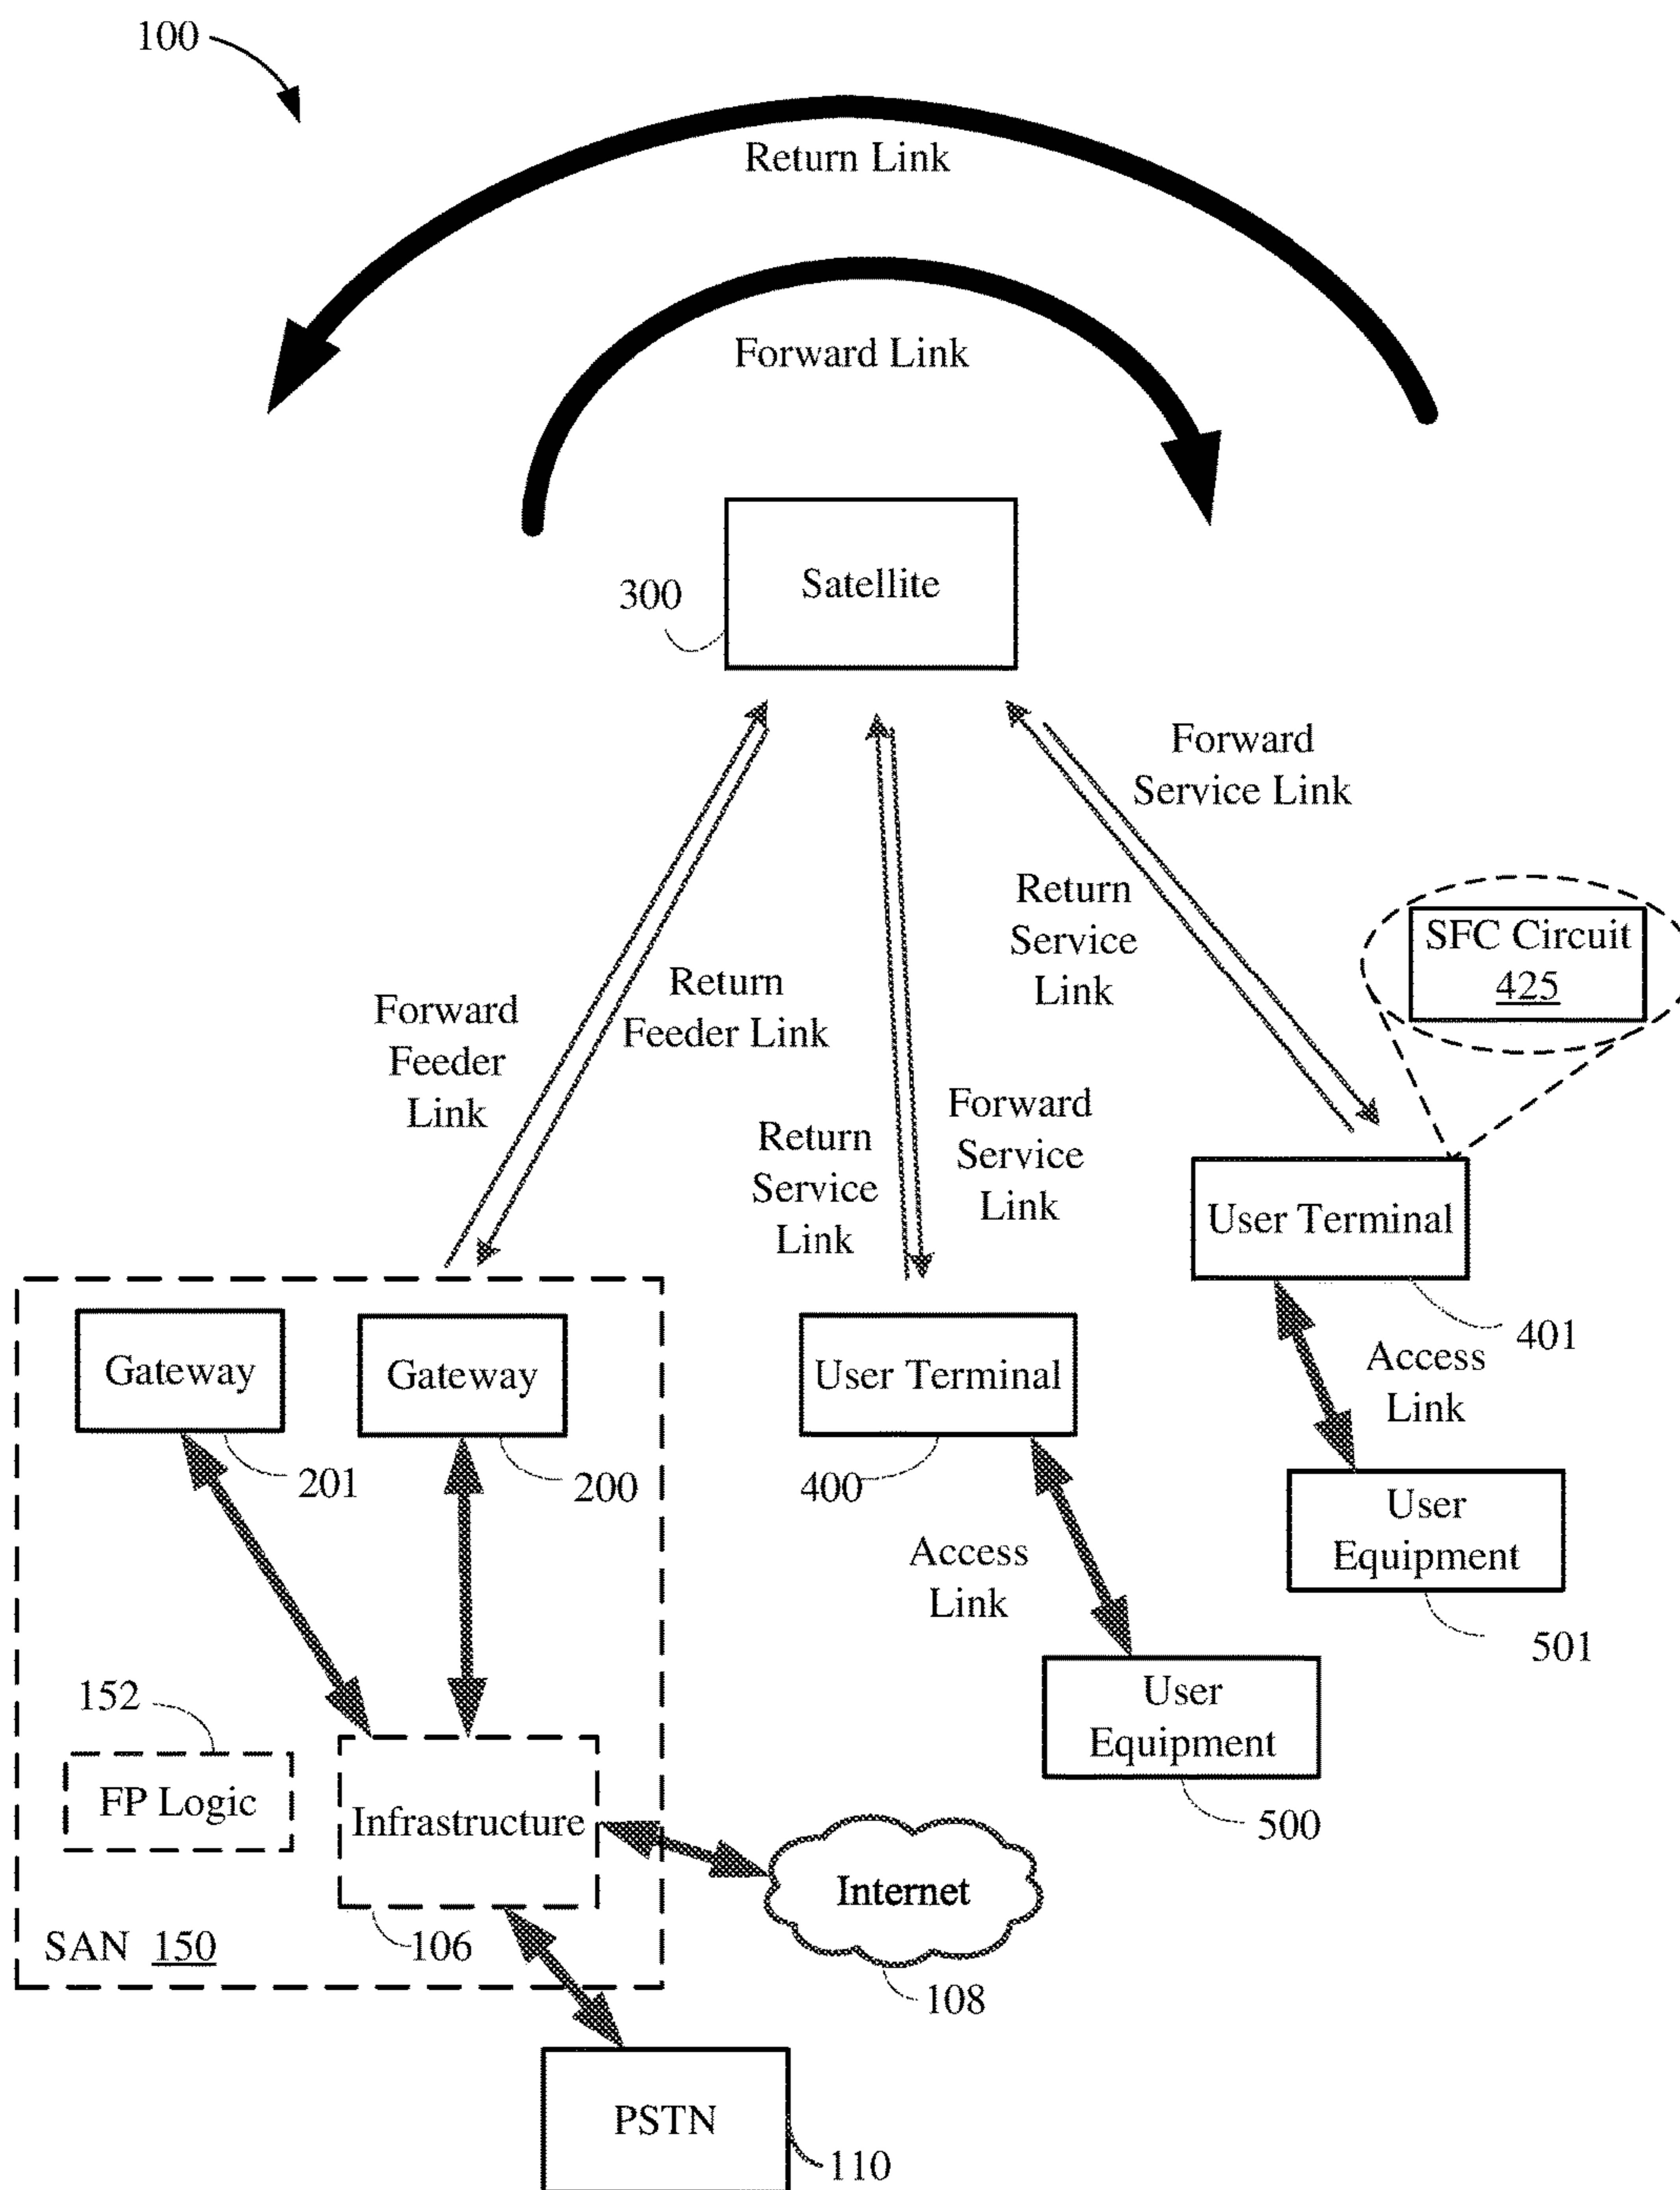 100
Return Link
Forward Link
Satellite
300
Forward
Service Link
Return
Service
Link
SFC Circuit
425
Return
Feeder Link
Forward
Feeder
Link
Forward
Service
Link
Return
Service
Link
User Terminal
401
Gateway
Gateway
User Terminal
Access
Link
201
200
400
User
Equipment
501
Access
Link
152
FP Logic
Infrastructure
User
Equipment
500
Internet
SAN 150
106
108
PSTN
110